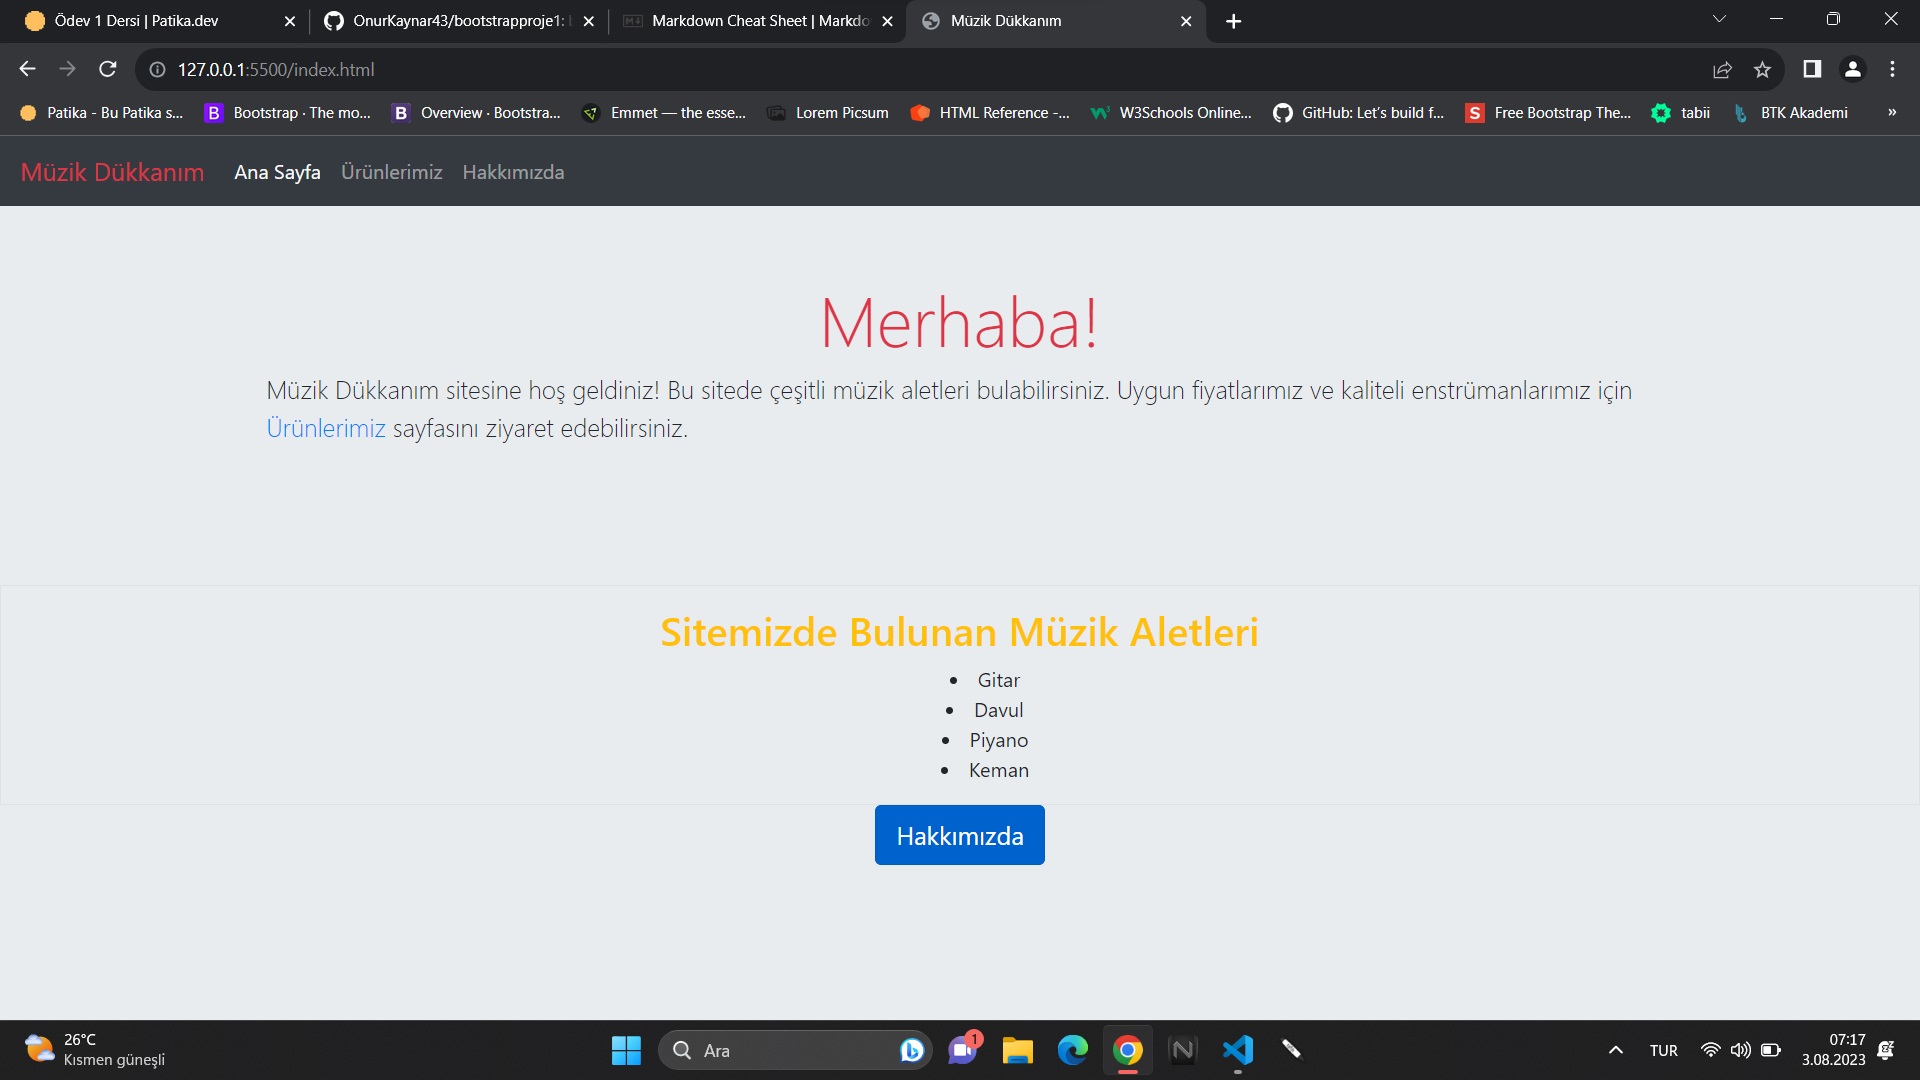 Ödev 1 Dersi | Patika.dev
OnurKaynar43/bootstrapproje1:
Markdown Cheat Sheet | Markdo
Müzik Dükkanım
127.0.0.1:5500/index.html
Patika - Bu Patika s...
Bootstrap · The mo...
Overview · Bootstra...
Emmet — the esse...
Lorem Picsum
HTML Reference -...
W3Schools Online...
GitHub: Let's build f...
Free Bootstrap The...
tabii
BTK Akademi
»
Müzik Dükkanım Ana Sayfa Ürünlerimiz Hakkımızda
Merhaba!
Müzik Dükkanım sitesine hoş geldiniz! Bu sitede çeşitli müzik aletleri bulabilirsiniz. Uygun fiyatlarımız ve kaliteli enstrümanlarımız için
Ürünlerimiz sayfasını ziyaret edebilirsiniz.
Sitemizde Bulunan Müzik Aletleri
• Gitar
• Davul
• Piyano
• Keman
Hakkımızda
26°C
Kısmen güneşli
Ara
1
TUR
07:17
3.08.2023